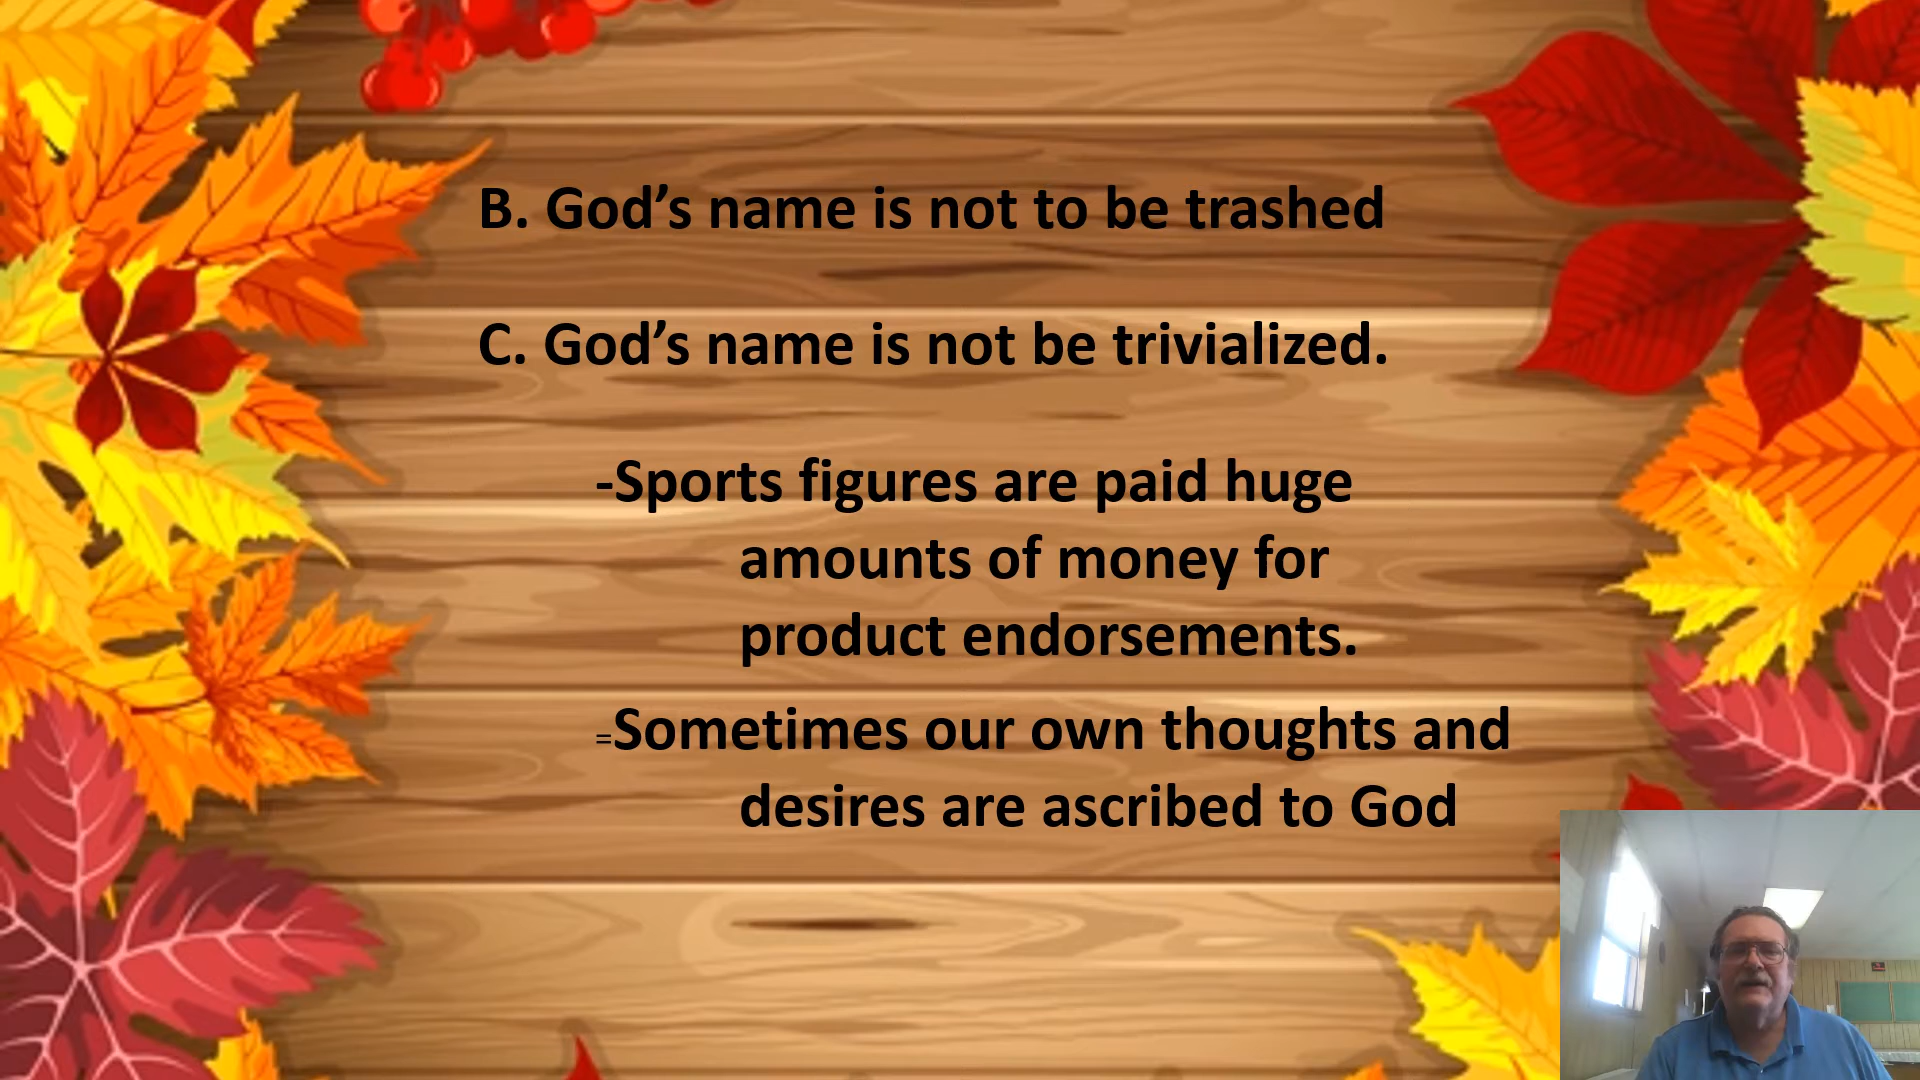 B. God’s name is not to be trashed
C. God’s name is not be trivialized.
-Sports figures are paid huge
amounts of money for
product endorsements.
=Sometimes our own thoughts and
desires are ascribed to God